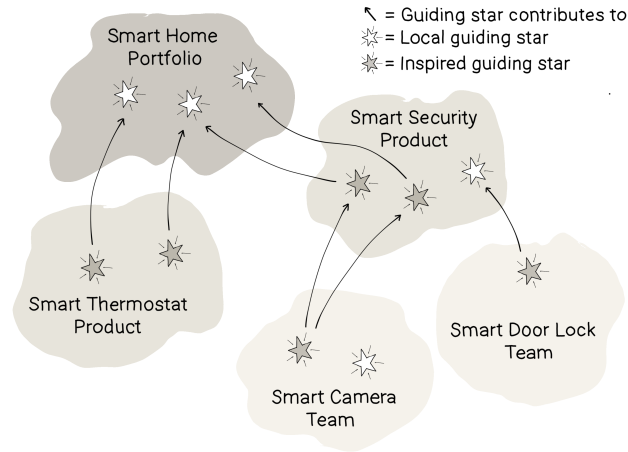 = Guiding star contributes to
= Local guiding star
= Inspired guiding star
Smart Home
Portfolio
Smart Security
Product
Smart Thermostat
Product
Smart Door Lock
Team
Smart Camera
Team